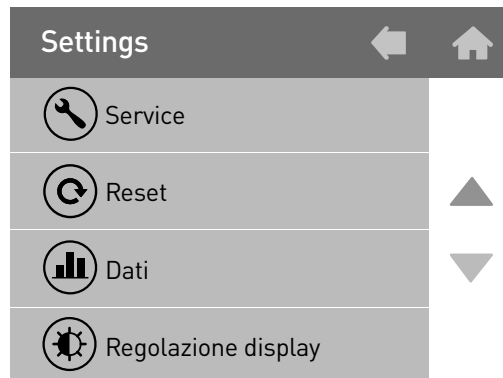 Settings
Service
Reset
Dati
Regolazione display